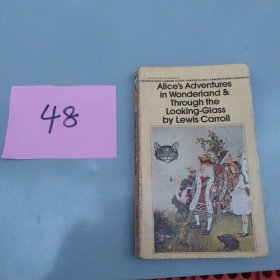 48
Alice's Adventures
in Wonderland &
Through the
Looking-Glass
by Lewis Carroll